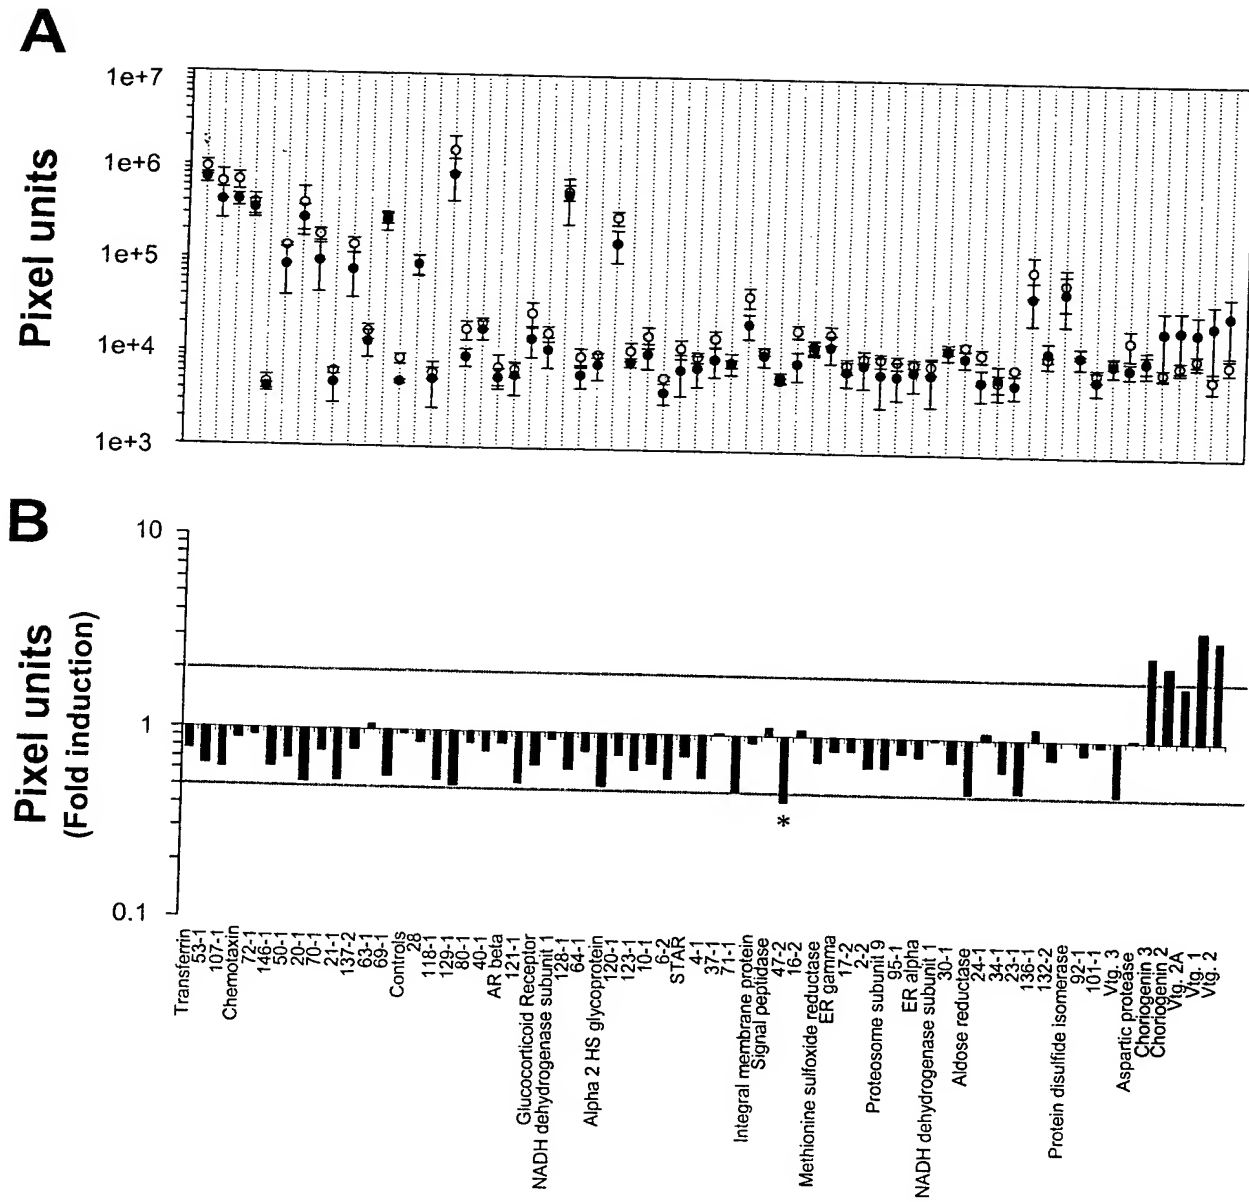 A
Pixel units
1e+7
1e+6
1e+5
1e+4
1e+3
B
Pixel units
(Fold induction)
10
1
0.1
*
Transferrin
53-1
107-1
Chemotaxin
72-1
146-1
50-1
20-1
70-1
21-1
137-2
63-1
69-1
Controls
28
118-1
129-1
80-1
40-1
AR beta
121-1
Glucocorticoid Receptor
NADH dehydrogenase subunit 1
128-1
64-1
Alpha 2 HS glycoprotein
120-1
123-1
10-1
6-2
STAR
4-1
37-1
71-1
Integral membrane protein
Signal peptidase
47-2
16-2
Methionine sulfoxide reductase
ER gamma
17-2
2-2
Proteosome subunit 9
95-1
ER alpha
NADH dehydrogenase subunit 1
30-1
Aldose reductase
24-1
34-1
23-1
136-1
132-2
Protein disulfide isomerase
92-1
101-1
Vtg. 3
Aspartic protease
Choriogenin 3
Choriogenin 2
Vtg. 2A
Vtg. 1
Vtg. 2